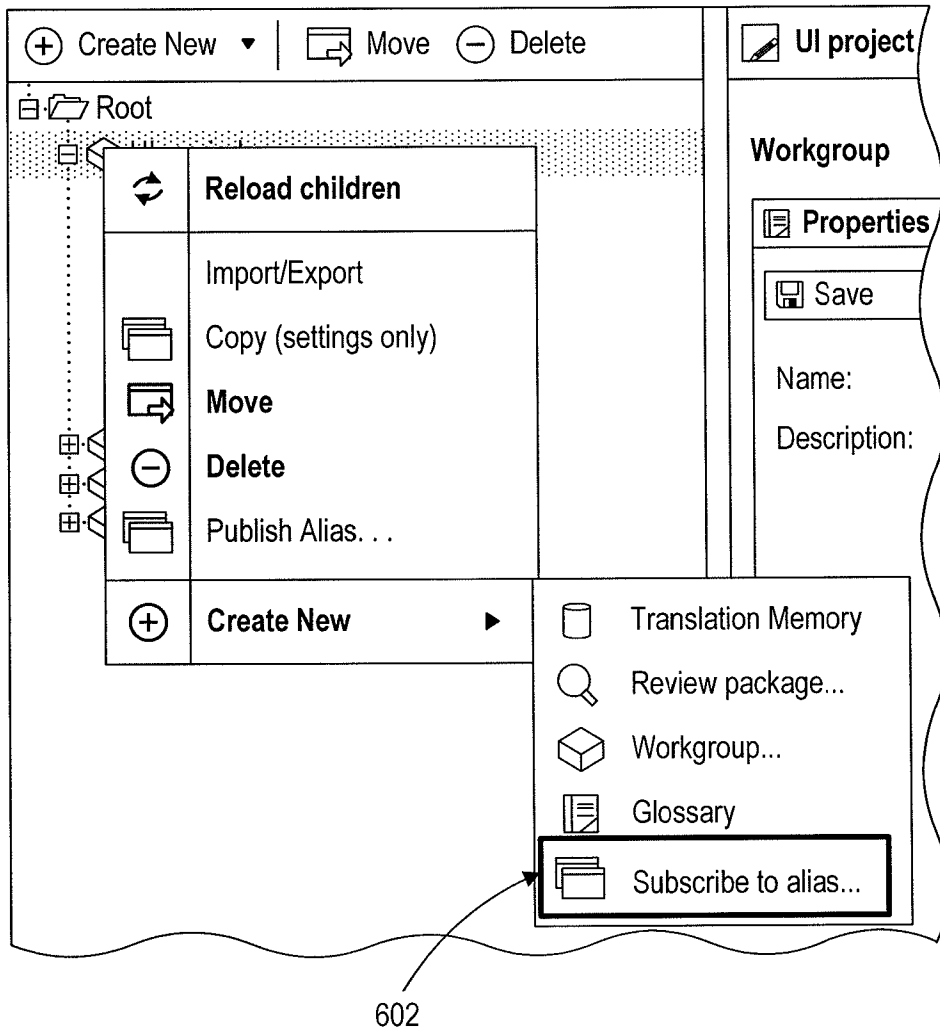 Create New Move Delete
UI project
Root
Workgroup
Reload children
Properties
Import/Export
Save
Copy (settings only)
Name:
Move
Description:
Delete
Publish Alias. . .
Create New
Translation Memory
Review package...
Workgroup...
Glossary
Subscribe to alias...
602